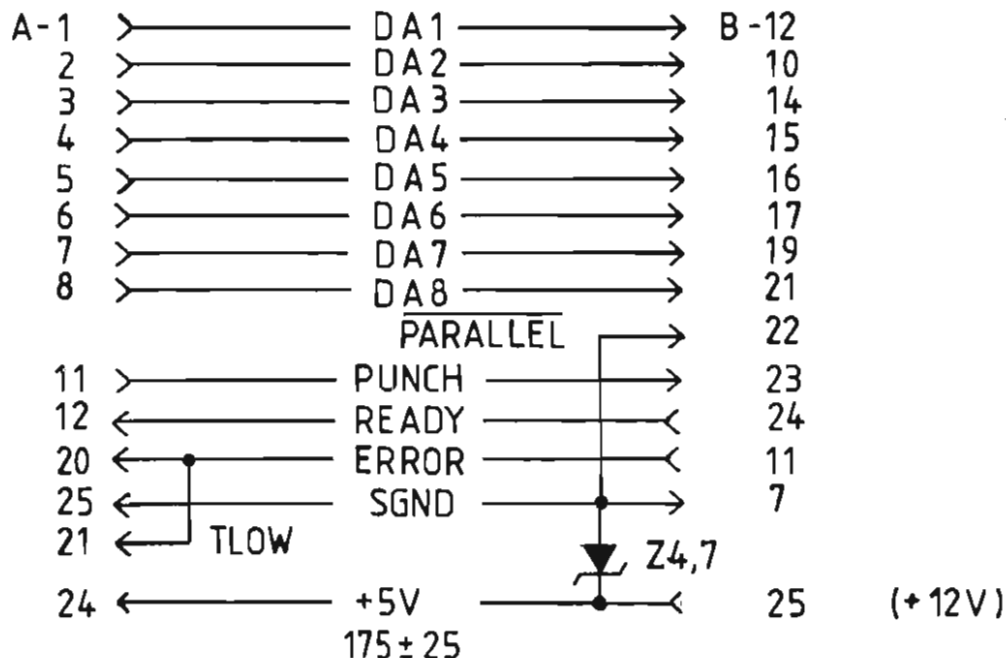 A-1 DA1 B-12
2 DA2 10
3 DA3 14
4 DA4 15
5 DA5 16
6 DA6 17
7 DA7 19
8 DA8 21
PARALLEL 22
11 PUNCH 23
12 READY 24
20 ERROR 11
25 SGND 7
21 TLOW
Z4,7
24 +5V 25 (+12V)
175±25